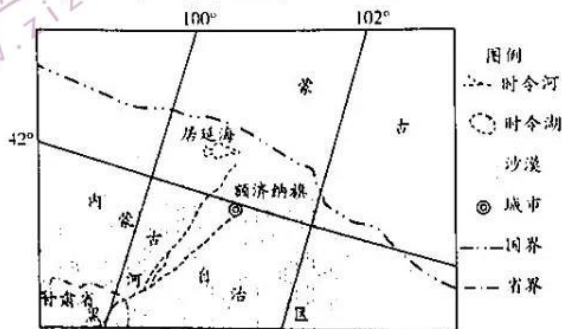 100° 102°
图例
时令河
时令湖
沙漠
城市
国界
省界
蒙
古
居延海
42°
额济纳旗
内
蒙
古
河
自
治
区
甘肃省
黑